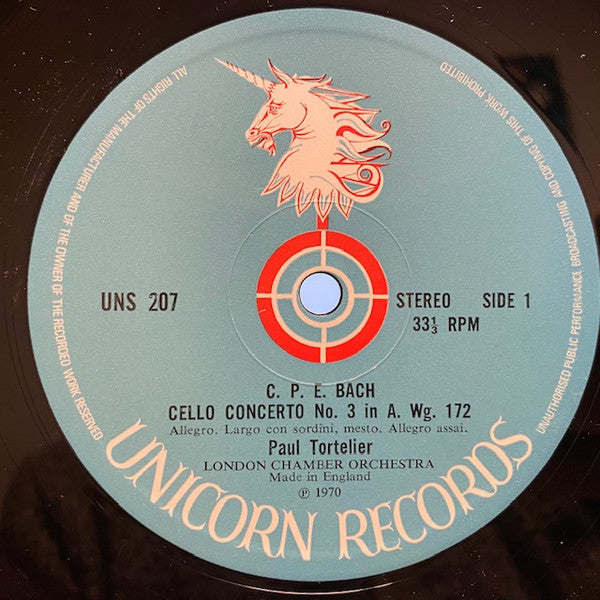 ALL RIGHTS OF THE MANUFACTURER AND OF THE OWNER OF THE RECORDED WORK RESERVED
UNAUTHORISED PUBLIC PERFORMANCE BROADCASTING AND COPYING OF THIS WORK PROHIBITED
UNS 207
STEREO SIDE 1
33⅓ RPM
C. P. E. BACH
CELLO CONCERTO No. 3 in A. Wg. 172
Allegro. Largo con sordini, mesto. Allegro assai.
Paul Tortelier
LONDON CHAMBER ORCHESTRA
Made in England
℗ 1970
UNICORN RECORDS